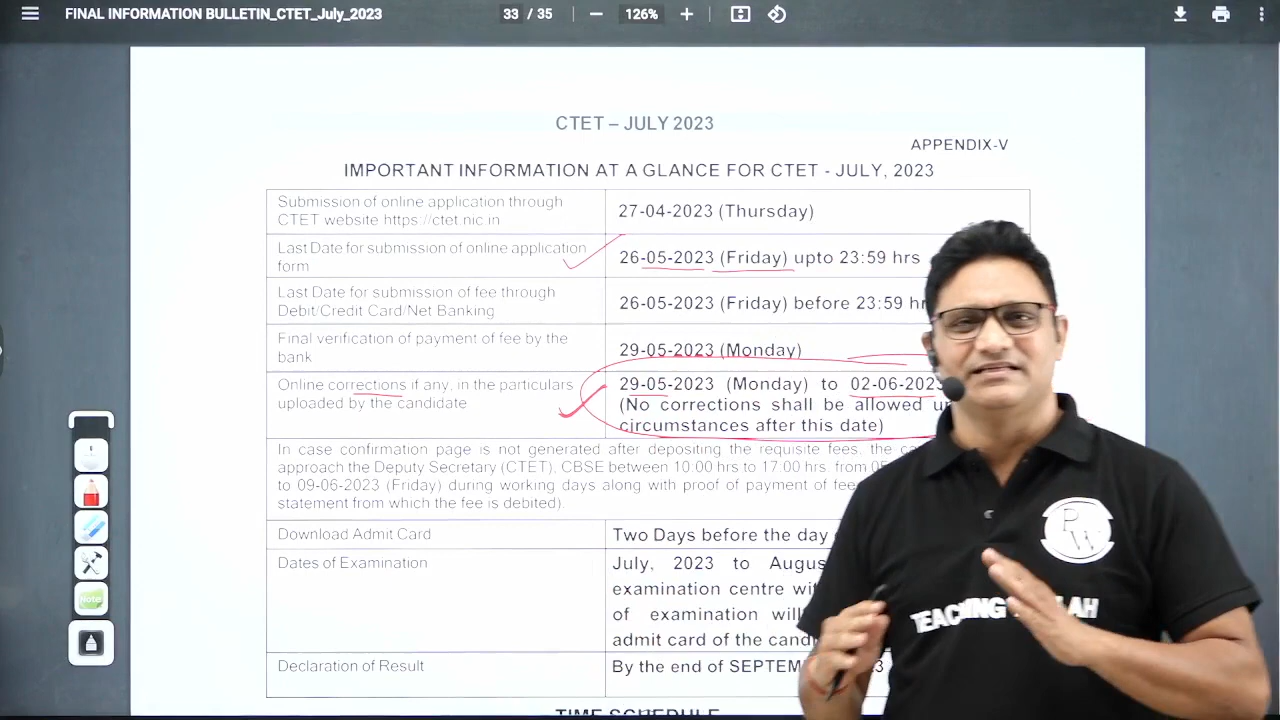 FINAL INFORMATION BULLETIN_CTET_July_2023
33 / 35
126%
CTET – JULY 2023
APPENDIX-V
IMPORTANT INFORMATION AT A GLANCE FOR CTET - JULY, 2023
Submission of online application through
CTET website https://ctet.nic.in
27-04-2023 (Thursday)
Last Date for submission of online application
form
26-05-2023 (Friday) upto 23:59 hrs
Last Date for submission of fee through
Debit/Credit Card/Net Banking
26-05-2023 (Friday) before 23:59
Final verification of payment of fee by the
bank
29-05-2023 (Monday)
Online corrections if any, in the particulars
uploaded by the candidate
29-05-2023 (Monday) to 02-06-2023
(No corrections shall be allowed
circumstances after this date)
In case confirmation page is not generated after depositing the requisite fees, the
approach the Deputy Secretary (CTET), CBSE between 10:00 hrs to 17:00 hrs. from
to 09-06-2023 (Friday) during working days along with proof of payment of
statement from which the fee is debited).
Download Admit Card
Two Days before the day
Dates of Examination
July, 2023 to
examination centre
of examination
admit card of the
Declaration of Result
By the end of
TIME SCHEDULE
Note
PW
TEACHING